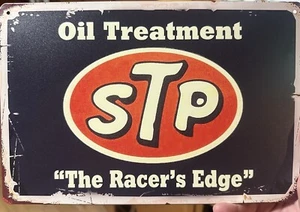 Oil Treatment
STP
“The Racer's Edge”